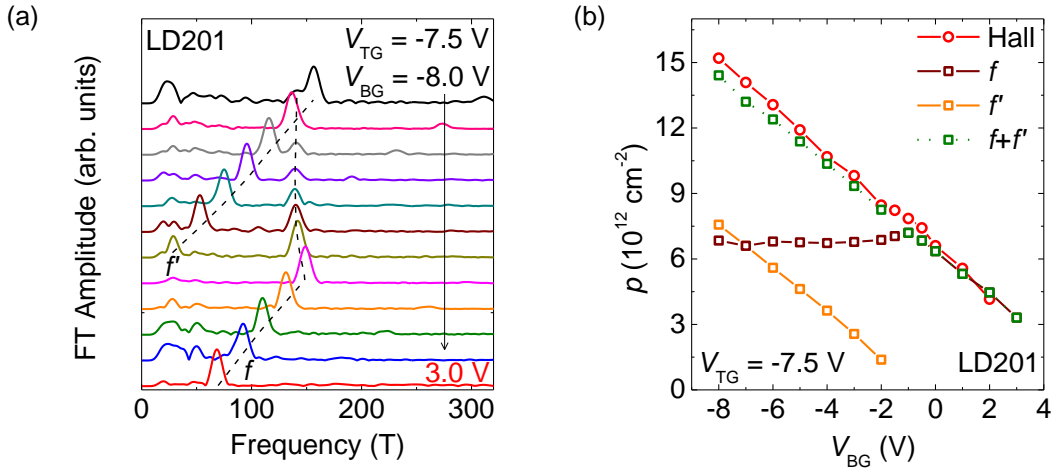 (a)
LD201
V_TG = -7.5 V
V_BG = -8.0 V
f'
f
3.0 V
FT Amplitude (arb. units)
0 100 200 300
Frequency (T)
(b)
Hall
f
f'
f+f'
15
12
9
6
3
0
p (10^12 cm^-2)
V_TG = -7.5 V
LD201
-8 -6 -4 -2 0 2 4
V_BG (V)